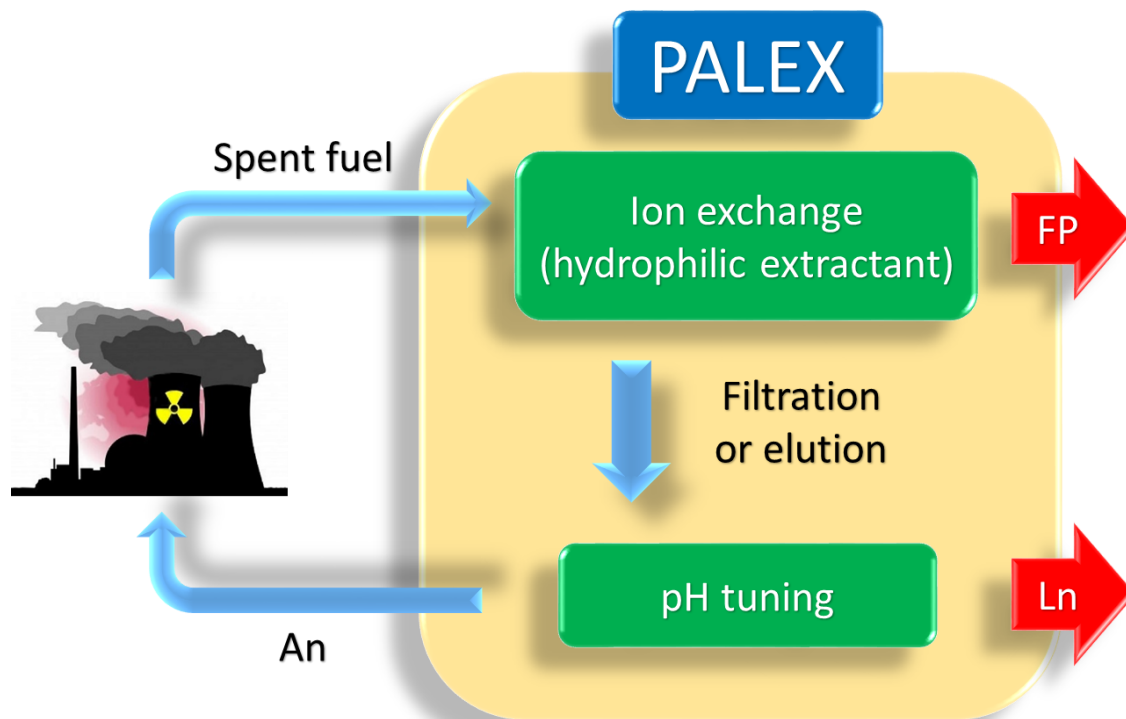 PALEX
Spent fuel
Ion exchange
(hydrophilic extractant)
FP
Filtration
or elution
pH tuning
Ln
An